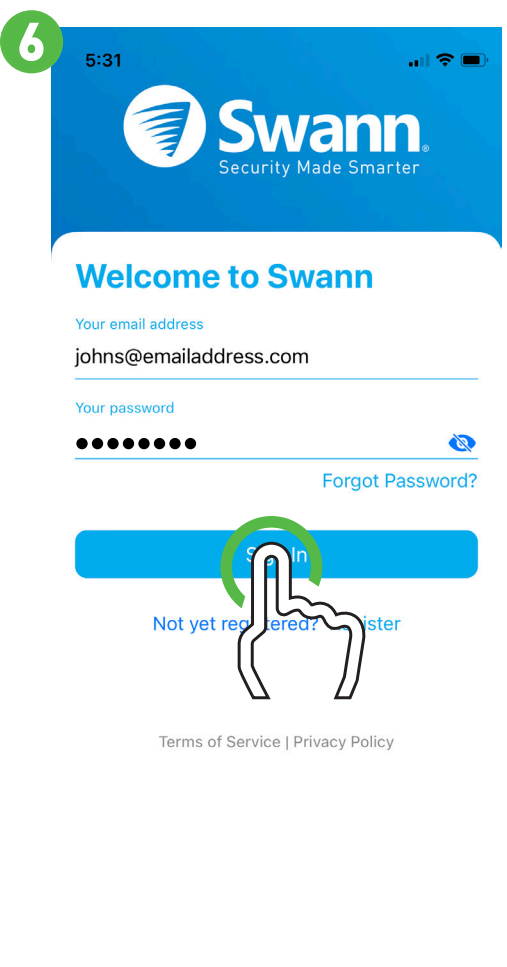 6
5:31
Swann®
Security Made Smarter
Welcome to Swann
Your email address
johns@emailaddress.com
Your password
Forgot Password?
In
Not yet
Terms of Service | Privacy Policy